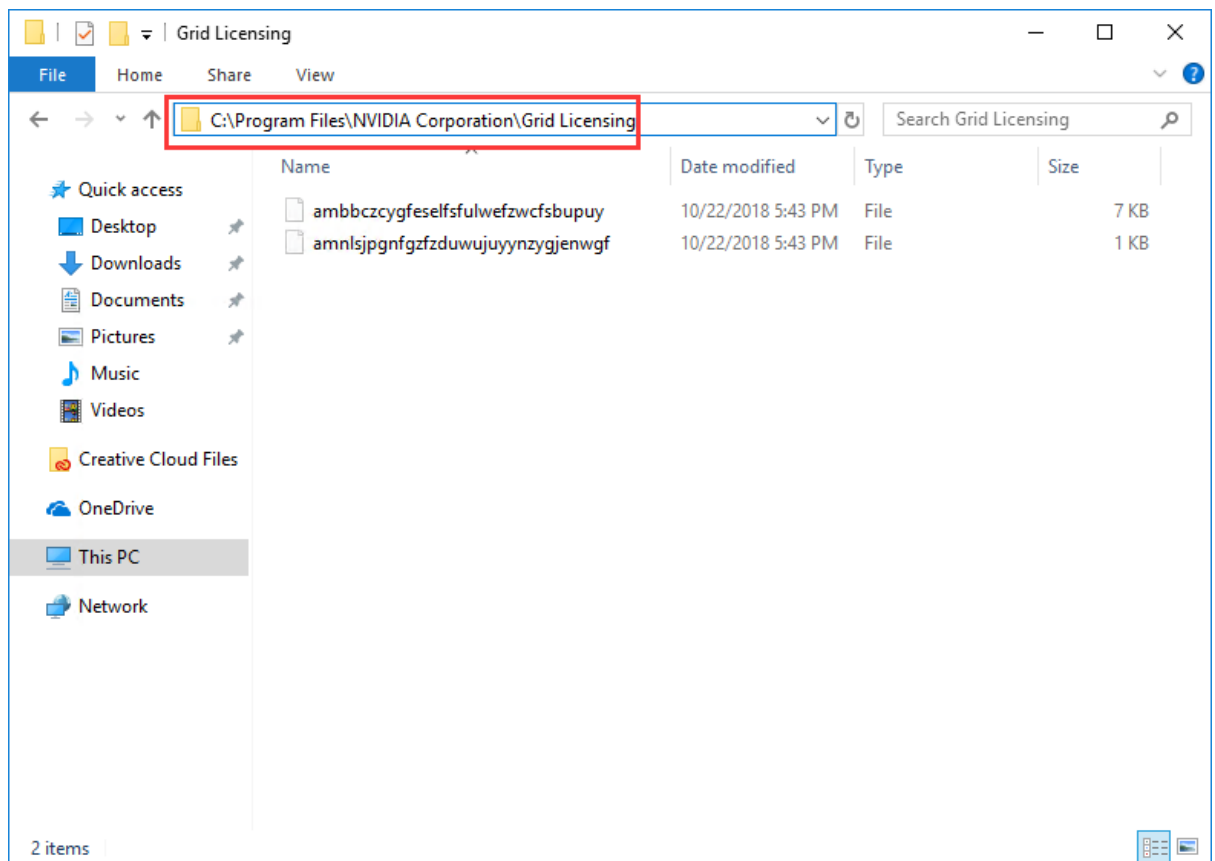 Grid Licensing
File Home Share View
C:\Program Files\NVIDIA Corporation\Grid Licensing Search Grid Licensing
Name Date modified Type Size
Quick access
Desktop
Downloads
Documents
Pictures
Music
Videos
Creative Cloud Files
OneDrive
This PC
Network
ambbczcygfeselfsfulwefzwcfsbupuy 10/22/2018 5:43 PM File 7 KB
amnlsjpgnfgzfzduwujuyynzygjenwgf 10/22/2018 5:43 PM File 1 KB
2 items